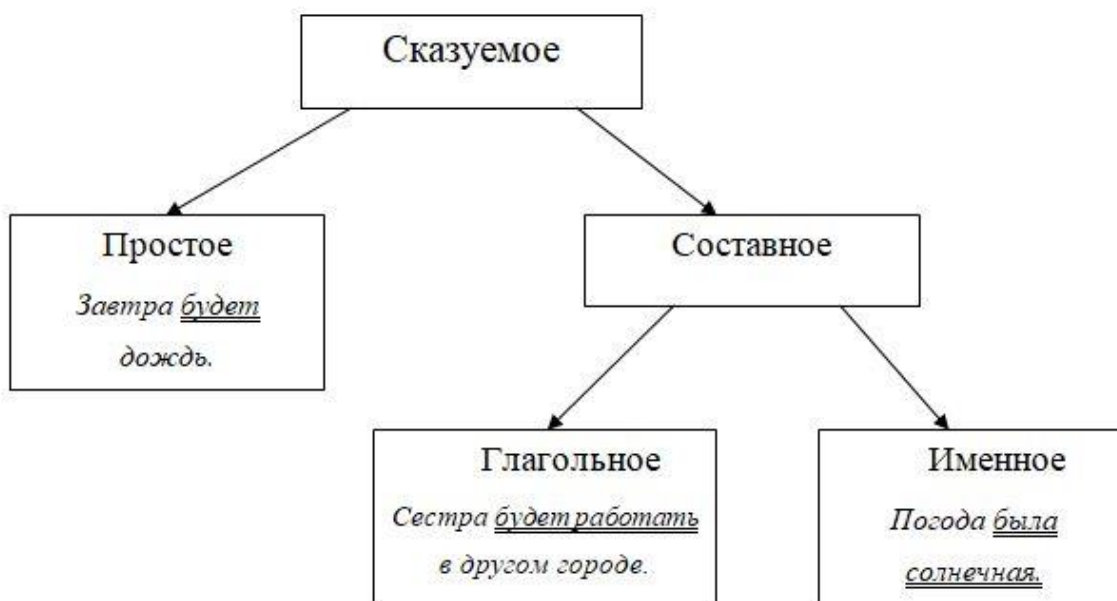 Сказуемое
Простое
Завтра будет
дождь.
Составное
Глагольное
Сестра будет работать
в другом городе.
Именное
Погода была
солнечная.